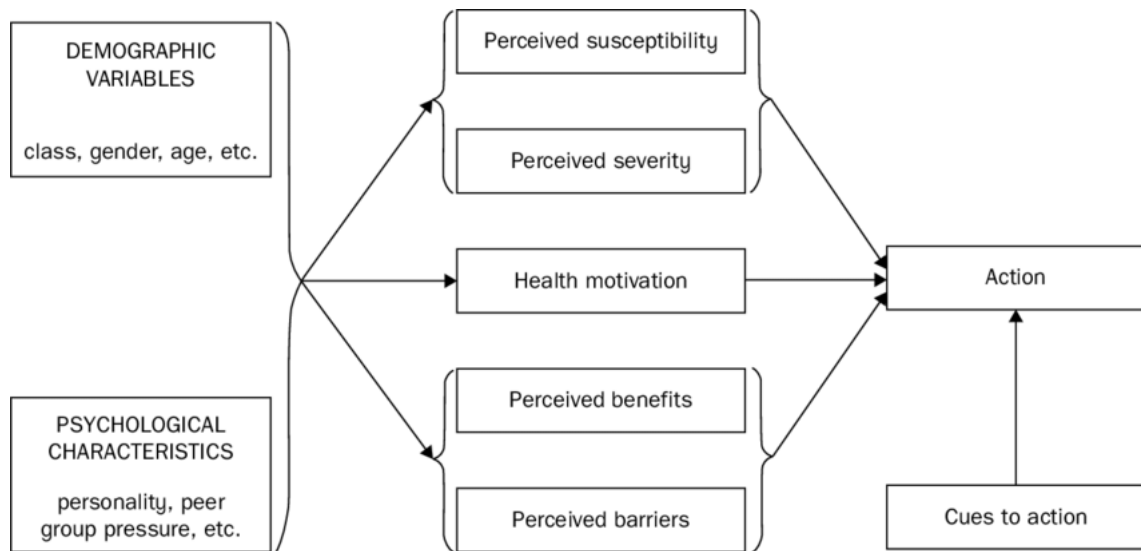 DEMOGRAPHIC
VARIABLES
class, gender, age, etc.
PSYCHOLOGICAL
CHARACTERISTICS
personality, peer
group pressure, etc.
Perceived susceptibility
Perceived severity
Health motivation
Perceived benefits
Perceived barriers
Action
Cues to action